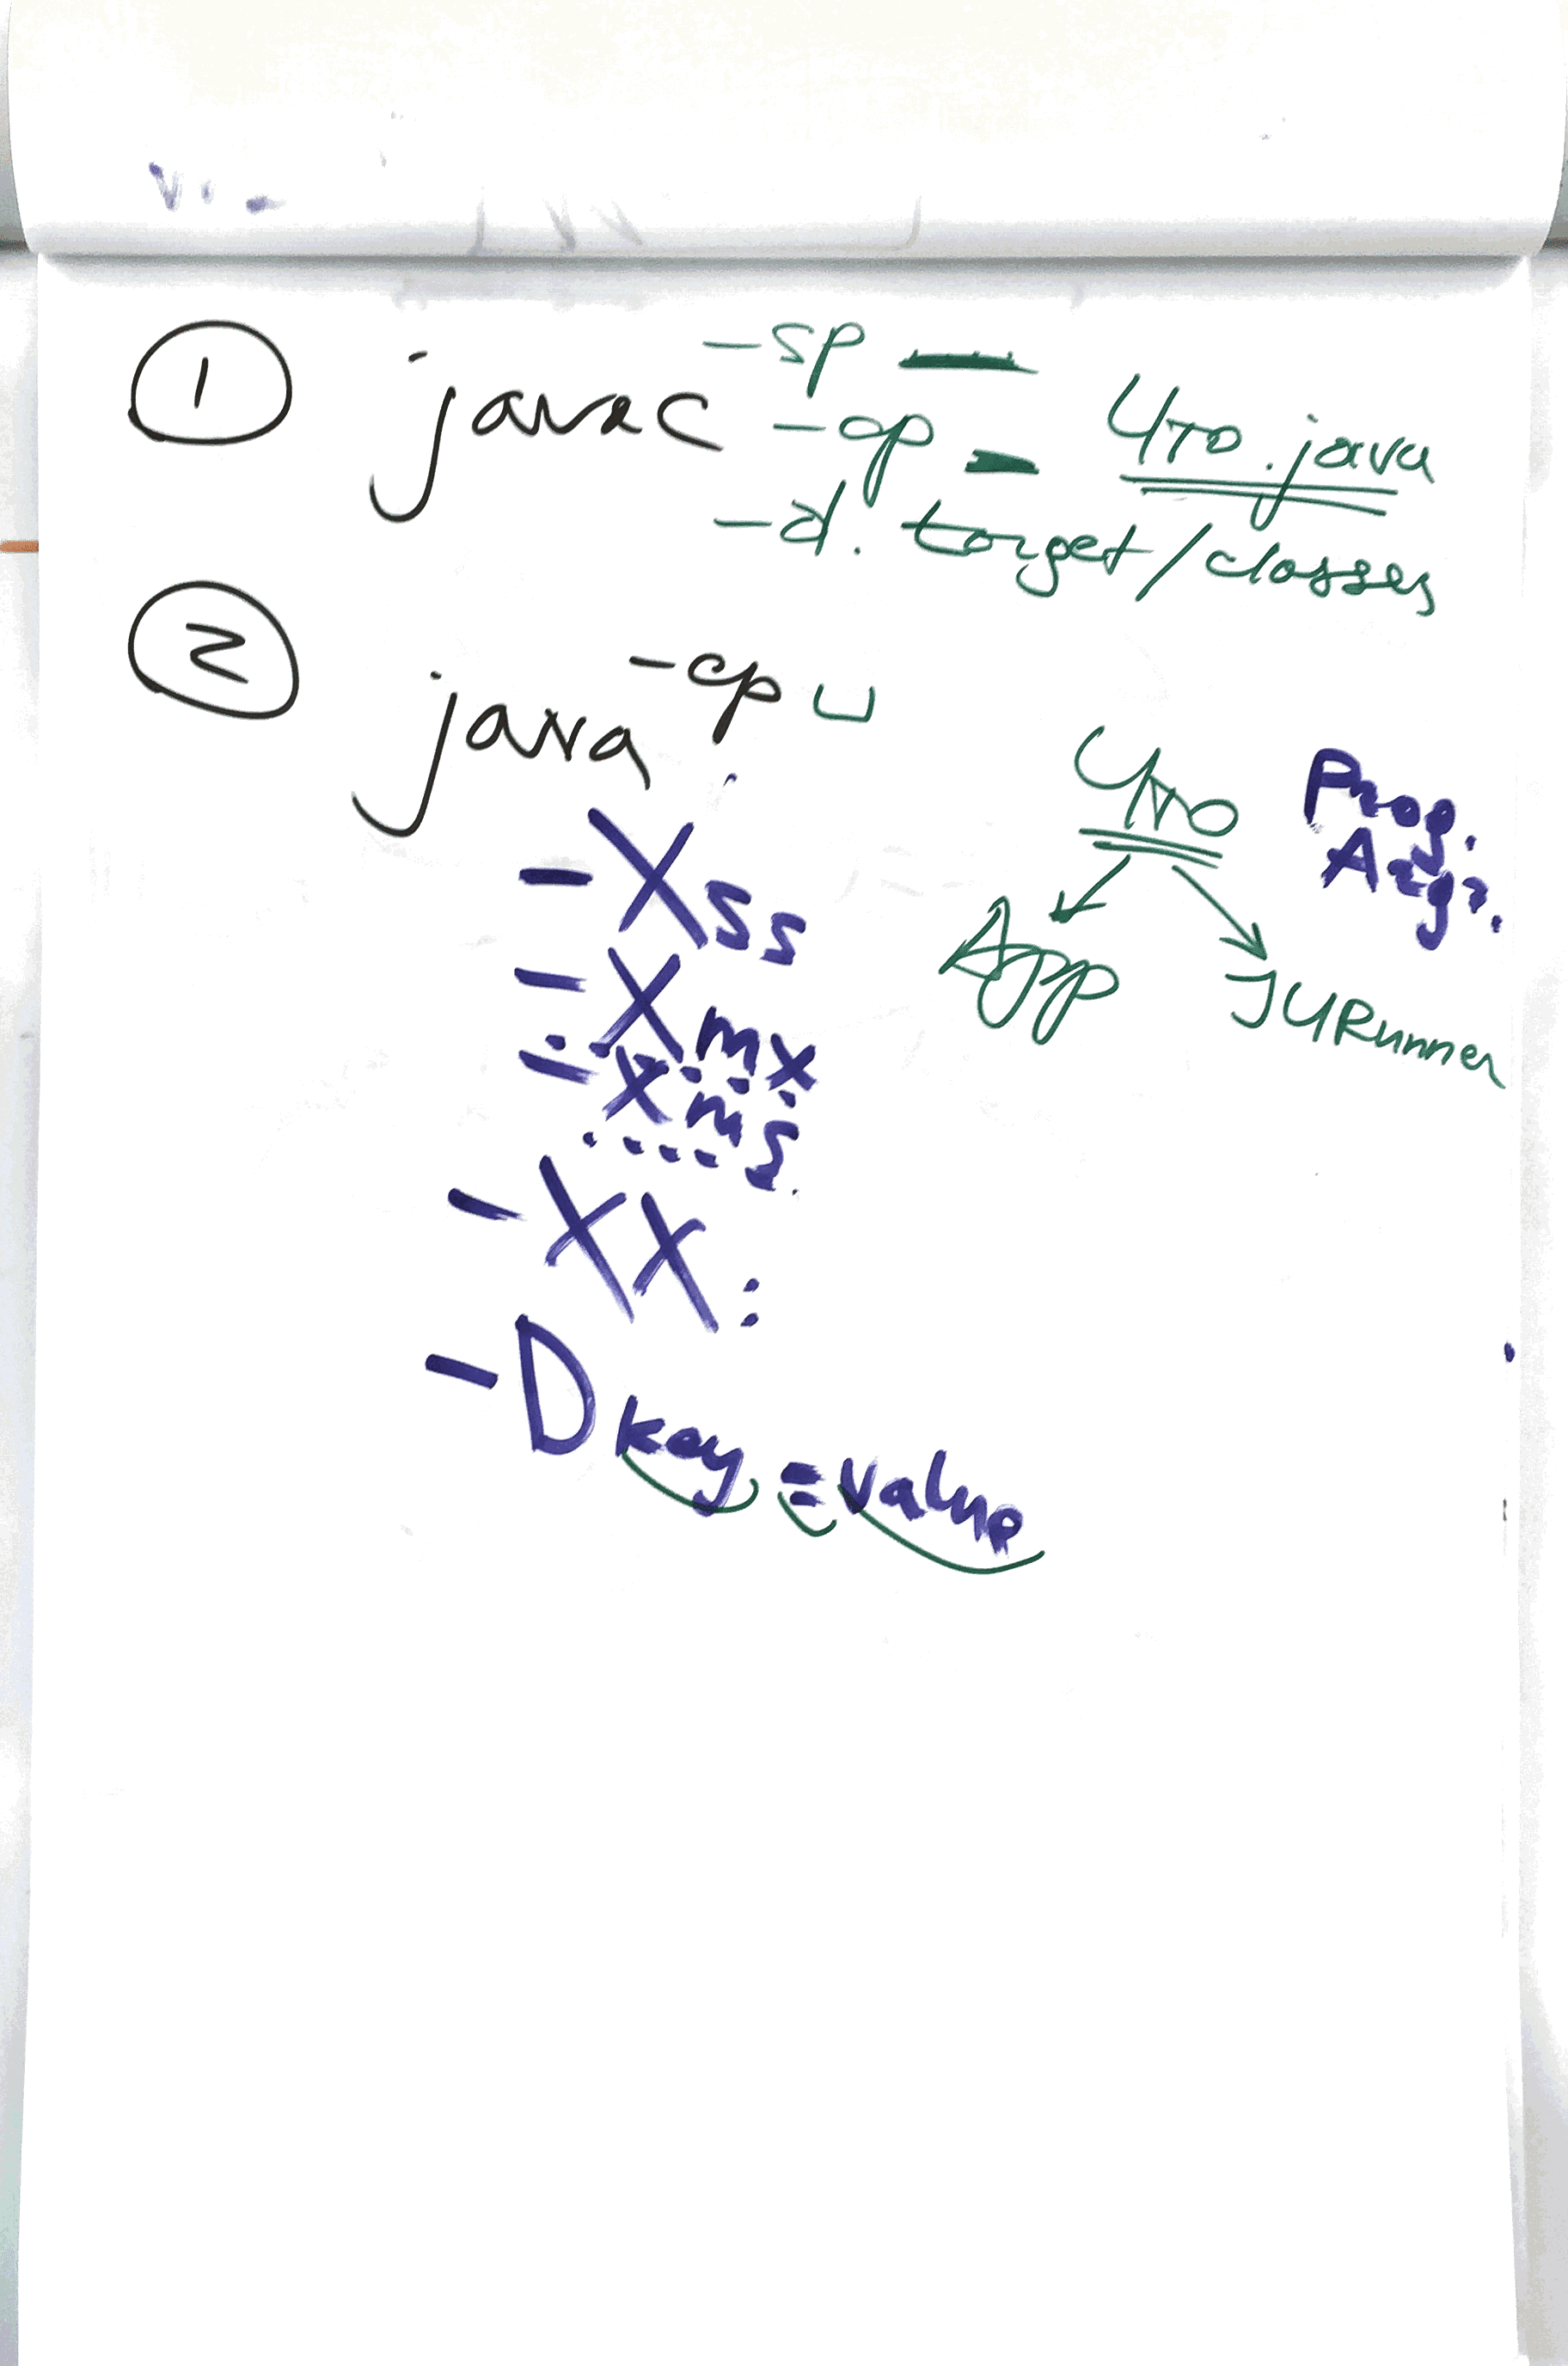 1 javac -sp — 
-cp — Что.java
-d. target/classes
2 java -cp
Что Prog.
Args.
-Xss
App JURunner
-Xmx
-Xms
-XX:
-Dkey=value